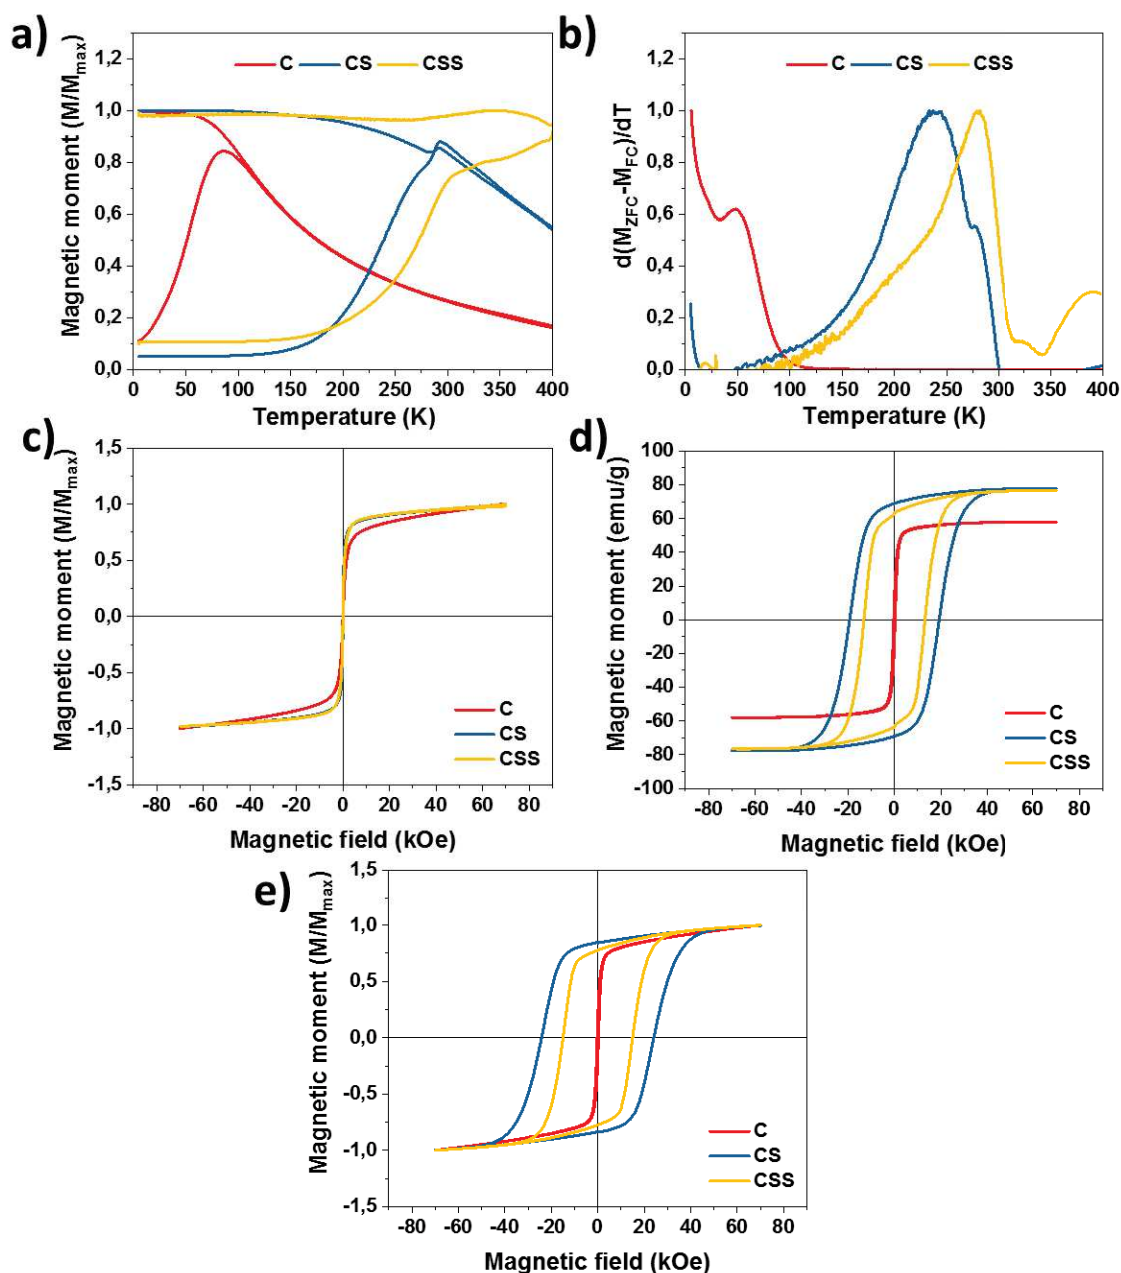 a)
C CS CSS
Magnetic moment (M/Mmax)
1,2
1,0
0,8
0,6
0,4
0,2
0,0
0 50 100 150 200 250 300 350 400
Temperature (K)
b)
C CS CSS
d(MZFC-MFC)/dT
1,2
1,0
0,8
0,6
0,4
0,2
0,0
0 50 100 150 200 250 300 350 400
Temperature (K)
c)
Magnetic moment (M/Mmax)
1,5
1,0
0,5
0,0
-0,5
-1,0
-1,5
C
CS
CSS
-80 -60 -40 -20 0 20 40 60 80
Magnetic field (kOe)
d)
Magnetic moment (emu/g)
100
80
60
40
20
0
-20
-40
-60
-80
-100
C
CS
CSS
-80 -60 -40 -20 0 20 40 60 80
Magnetic field (kOe)
e)
Magnetic moment (M/Mmax)
1,5
1,0
0,5
0,0
-0,5
-1,0
-1,5
C
CS
CSS
-80 -60 -40 -20 0 20 40 60 80
Magnetic field (kOe)